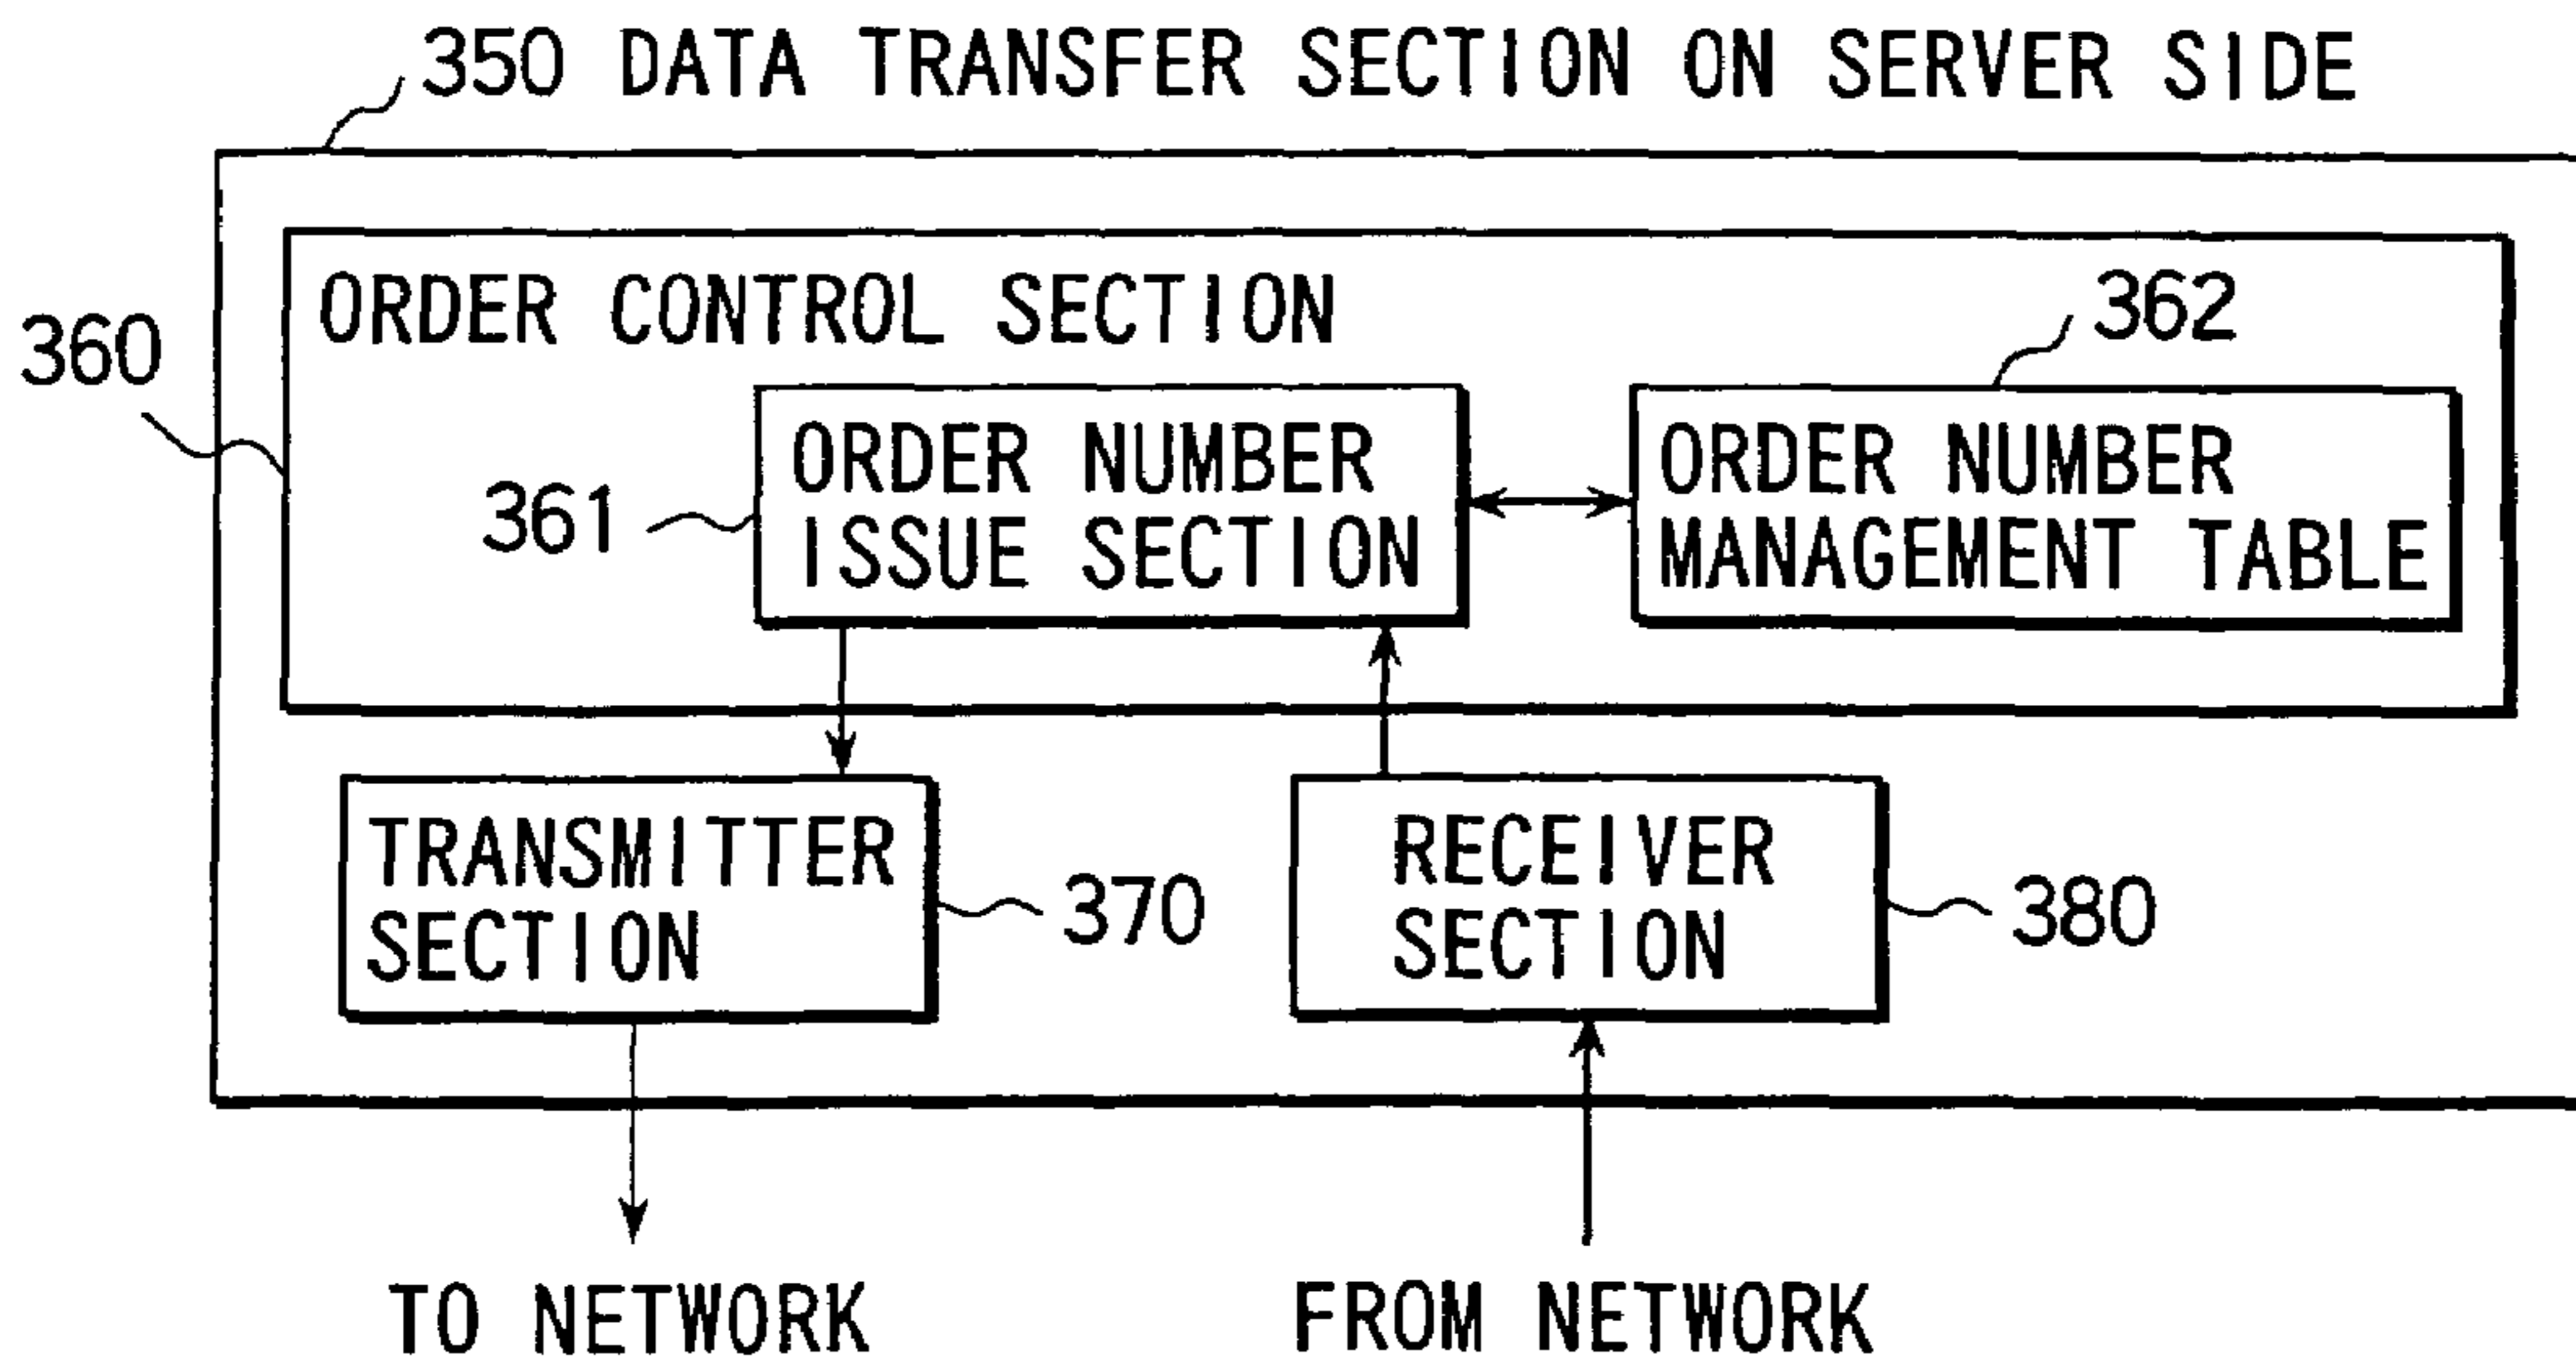 350 DATA TRANSFER SECTION ON SERVER SIDE
ORDER CONTROL SECTION
362
360
ORDER NUMBER
ISSUE SECTION
361
ORDER NUMBER
MANAGEMENT TABLE
TRANSMITTER
SECTION
370
RECEIVER
SECTION
380
TO NETWORK
FROM NETWORK